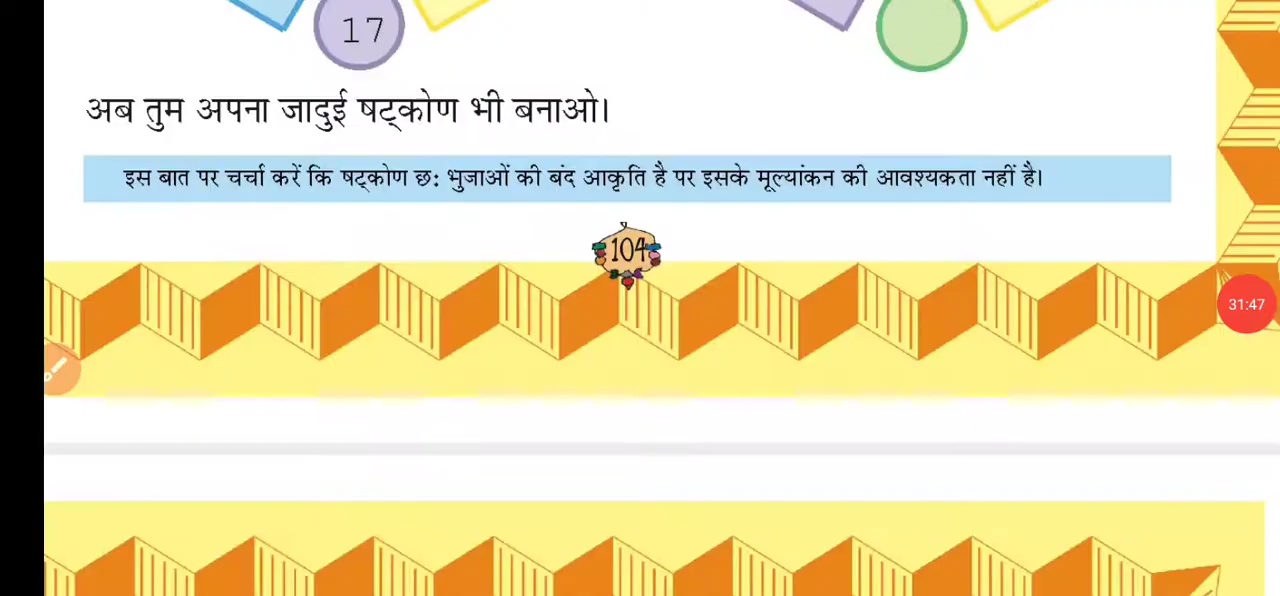 17
अब तुम अपना जादुई षट्कोण भी बनाओ।
इस बात पर चर्चा करें कि षट्कोण छ: भुजाओं की बंद आकृति है पर इसके मूल्यांकन की आवश्यकता नहीं है।
104
31:47